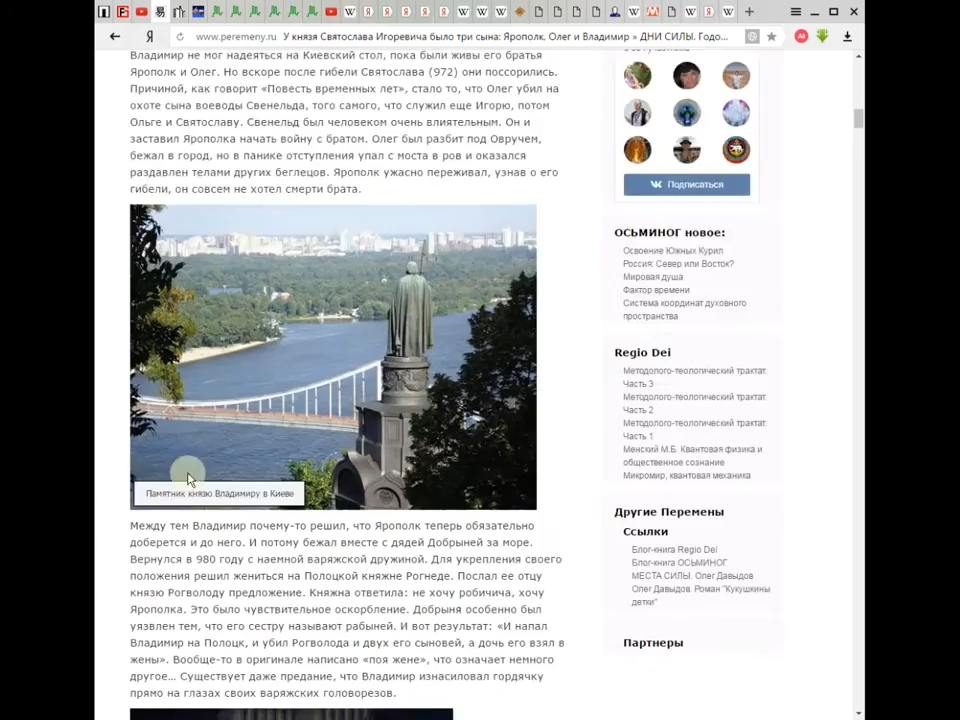 www.peremeny.ru
У князя Святослава Игоревича было три сына: Ярополк, Олег и Владимир » ДНИ СИЛЫ. Годо...
Владимир не мог надеяться на Киевский стол, пока были живы его братья
Ярополк и Олег. Но вскоре после гибели Святослава (972) они поссорились.
Причиной, как говорит «Повесть временных лет», стало то, что Олег убил на
охоте сына воеводы Свенельда, того самого, что служил еще Игорю, потом
Ольге и Святославу. Свенельд был человеком очень влиятельным. Он и
заставил Ярополка начать войну с братом. Олег был разбит под Овручем,
бежал в город, но в панике отступления упал с моста в ров и оказался
раздавлен телами других беглецов. Ярополк ужасно переживал, узнав о его
гибели, он совсем не хотел смерти брата.
Памятник князю Владимиру в Киеве
Между тем Владимир почему-то решил, что Ярополк теперь обязательно
доберется и до него. И потому бежал вместе с дядей Добрыней за море.
Вернулся в 980 году с наемной варяжской дружиной. Для укрепления своего
положения решил жениться на Полоцкой княжне Рогнеде. Послал ее отцу
князю Рогволоду предложение. Княжна ответила: не хочу робичича, хочу
Ярополка. Это было чувствительное оскорбление. Добрыня особенно был
уязвлен тем, что его сестру называют рабыней. И вот результат: «И напал
Владимир на Полоцк, и убил Рогволода и двух его сыновей, а дочь его взял в
жены». Вообще-то в оригинале написано «поя жене», что означает немного
другое... Существует даже предание, что Владимир изнасиловал гордячку
прямо на глазах своих варяжских головорезов.
Подписаться
ОСЬМИНОГ новое:
Освоение Южных Курил
Россия: Север или Восток?
Мировая душа
Фактор времени
Система координат духовного
пространства
Regio Dei
Методолого-теологический трактат.
Часть 3
Методолого-теологический трактат.
Часть 2
Методолого-теологический трактат.
Часть 1
Менский М.Б. Квантовая физика и
общественное сознание
Микромир, квантовая механика
Другие Перемены
Ссылки
Блог-книга Regio Dei
Блог-книга ОСЬМИНОГ
МЕСТА СИЛЫ. Олег Давыдов
Олег Давыдов. Роман "Кукушкины
детки"
Партнеры